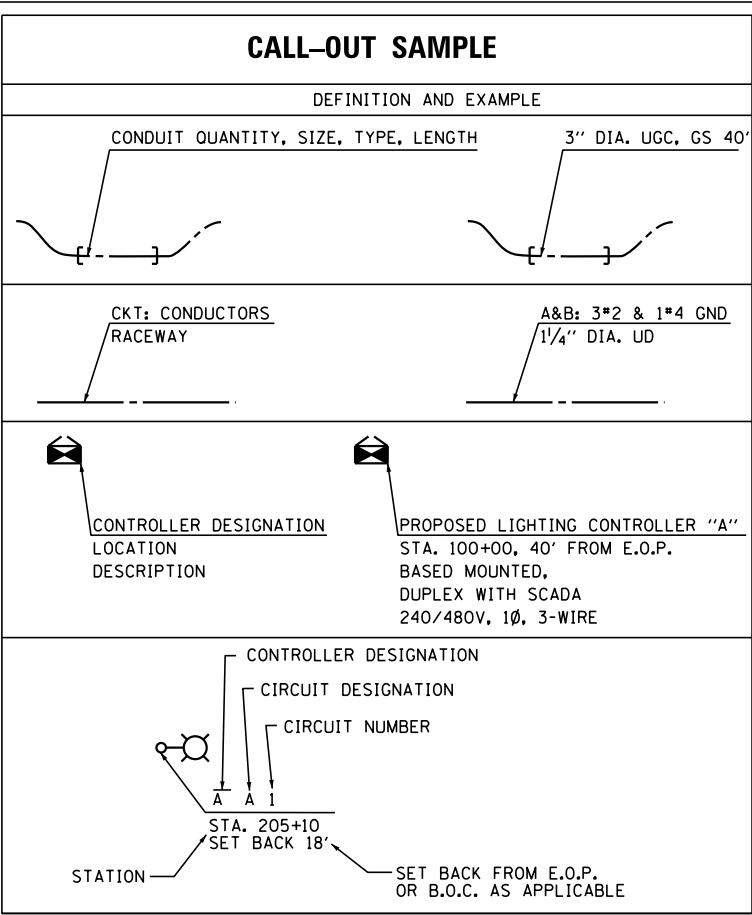 CALL–OUT SAMPLE
DEFINITION AND EXAMPLE
CONDUIT QUANTITY, SIZE, TYPE, LENGTH
3'' DIA. UGC, GS 40'
CKT: CONDUCTORS
RACEWAY
A&B: 3#2 & 1#4 GND
1 1/4'' DIA. UD
CONTROLLER DESIGNATION
LOCATION
DESCRIPTION
PROPOSED LIGHTING CONTROLLER ''A''
STA. 100+00, 40' FROM E.O.P.
BASED MOUNTED,
DUPLEX WITH SCADA
240/480V, 1Ø, 3-WIRE
CONTROLLER DESIGNATION
CIRCUIT DESIGNATION
CIRCUIT NUMBER
A A 1
STA. 205+10
SET BACK 18'
STATION
SET BACK FROM E.O.P.
OR B.O.C. AS APPLICABLE